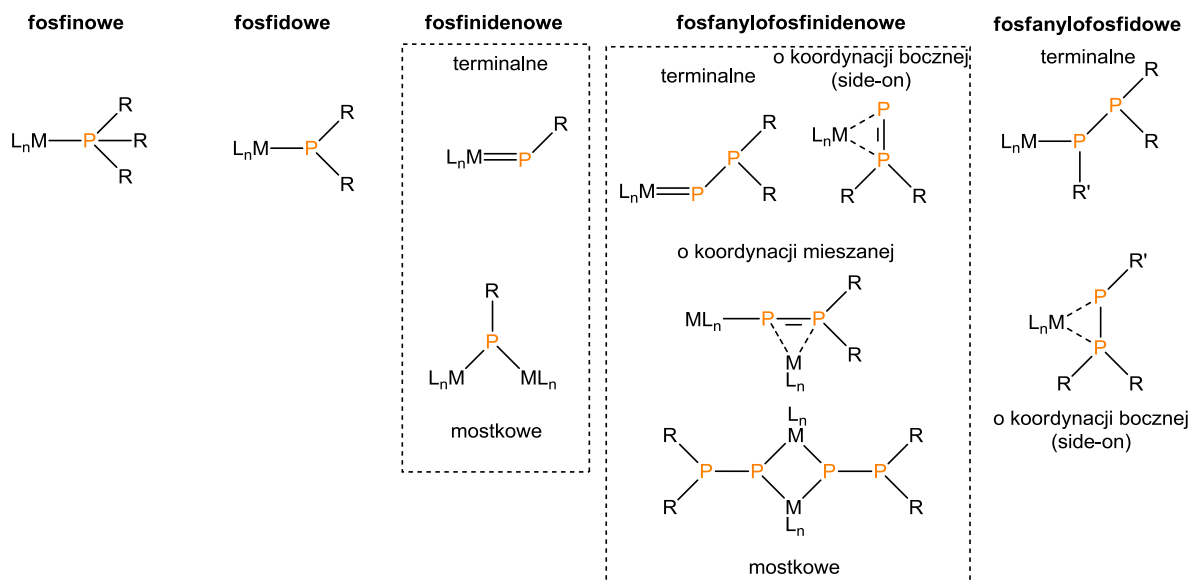 fosfinowe
fosfidowe
fosfinidenowe
fosfanylofosfinidenowe
fosfanylofosfidowe
terminalne
terminalne
o koordynacji bocznej
(side-on)
terminalne
LnM P R R R
LnM P R R
LnM P R
LnM P P R R
LnM P P R R
LnM P R' P R R
mostkowe
R P LnM MLn
o koordynacji mieszanej
MLn P P R R M Ln
LnM P R' P R R
o koordynacji bocznej
(side-on)
R R P P Ln M M Ln P P R R
mostkowe